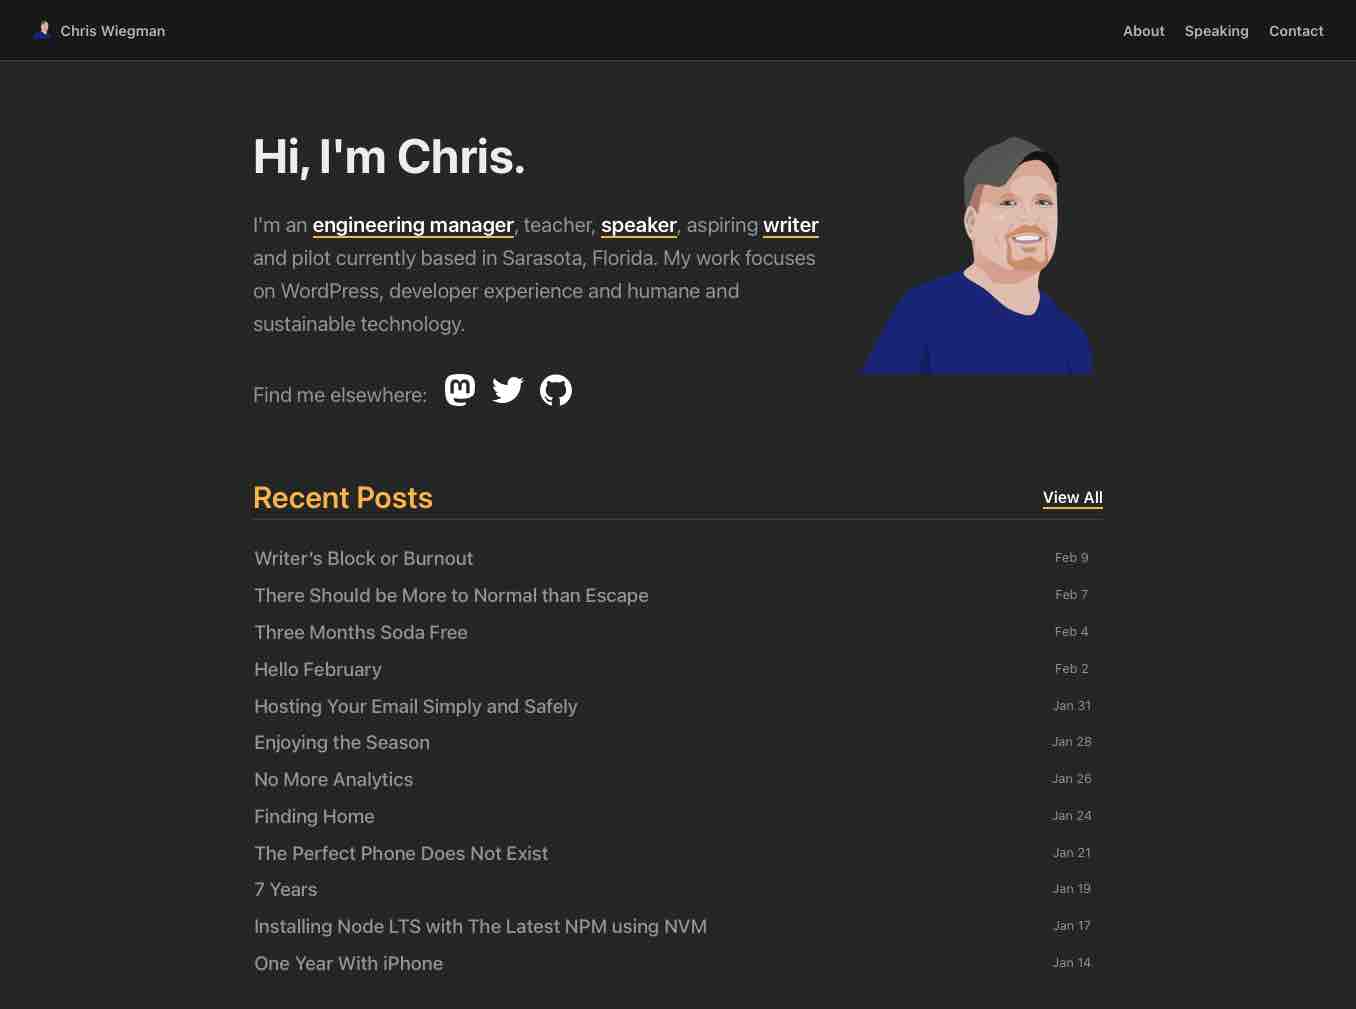 Chris Wiegman
About Speaking Contact
Hi, I'm Chris.
I'm an engineering manager, teacher, speaker, aspiring writer
and pilot currently based in Sarasota, Florida. My work focuses
on WordPress, developer experience and humane and
sustainable technology.
Find me elsewhere:
Recent Posts
View All
Writer's Block or Burnout Feb 9
There Should be More to Normal than Escape Feb 7
Three Months Soda Free Feb 4
Hello February Feb 2
Hosting Your Email Simply and Safely Jan 31
Enjoying the Season Jan 28
No More Analytics Jan 26
Finding Home Jan 24
The Perfect Phone Does Not Exist Jan 21
7 Years Jan 19
Installing Node LTS with The Latest NPM using NVM Jan 17
One Year With iPhone Jan 14